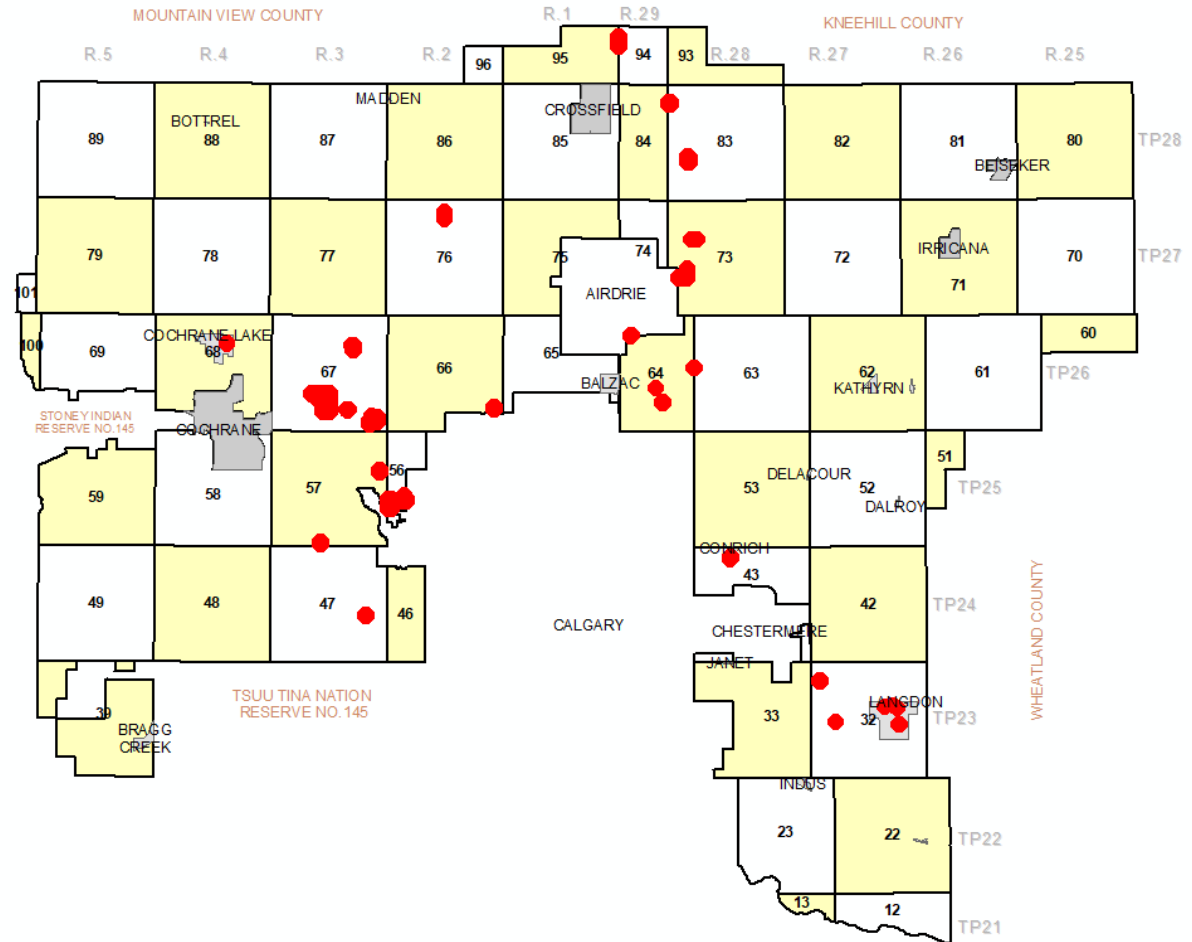 MOUNTAIN VIEW COUNTY
R.1
R.29
KNEEHILL COUNTY
R.5
R.4
R.3
R.2
96
95
94
93
R.28
R.27
R.26
R.25
MADDEN
BOTTREL
CROSSFIELD
89
88
87
86
85
84
83
82
81
80
TP28
BEISEKER
79
78
77
76
75
74
73
72
IRRICANA
71
70
TP27
101
AIRDRIE
100
69
COCHRANE LAKE
68
67
66
65
64
63
62
61
60
TP26
BALZAC
KATHYRN
STONEY INDIAN
RESERVE NO.145
COCHRANE
59
58
57
56
53
DELACOUR
52
51
TP25
DALROY
CONRICH
43
49
48
47
46
42
TP24
CALGARY
CHESTERMERE
JANET
WHEATLAND COUNTY
TSUU TINA NATION
RESERVE NO.145
39
BRAGG
CREEK
33
32
LANGDON
TP23
INDUS
23
22
TP22
13
12
TP21